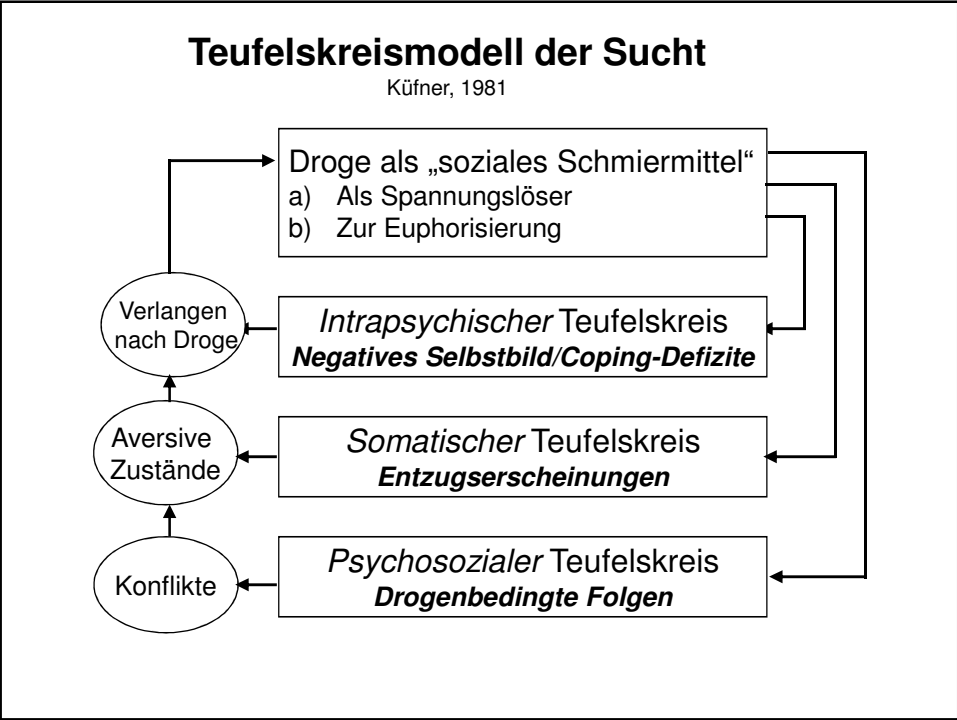 Teufelskreismodell der Sucht
Küfner, 1981
Droge als „soziales Schmiermittel“
a) Als Spannungslöser
b) Zur Euphorisierung
Verlangen
nach Droge
Intrapsychischer Teufelskreis
Negatives Selbstbild/Coping-Defizite
Aversive
Zustände
Somatischer Teufelskreis
Entzugserscheinungen
Konflikte
Psychosozialer Teufelskreis
Drogenbedingte Folgen